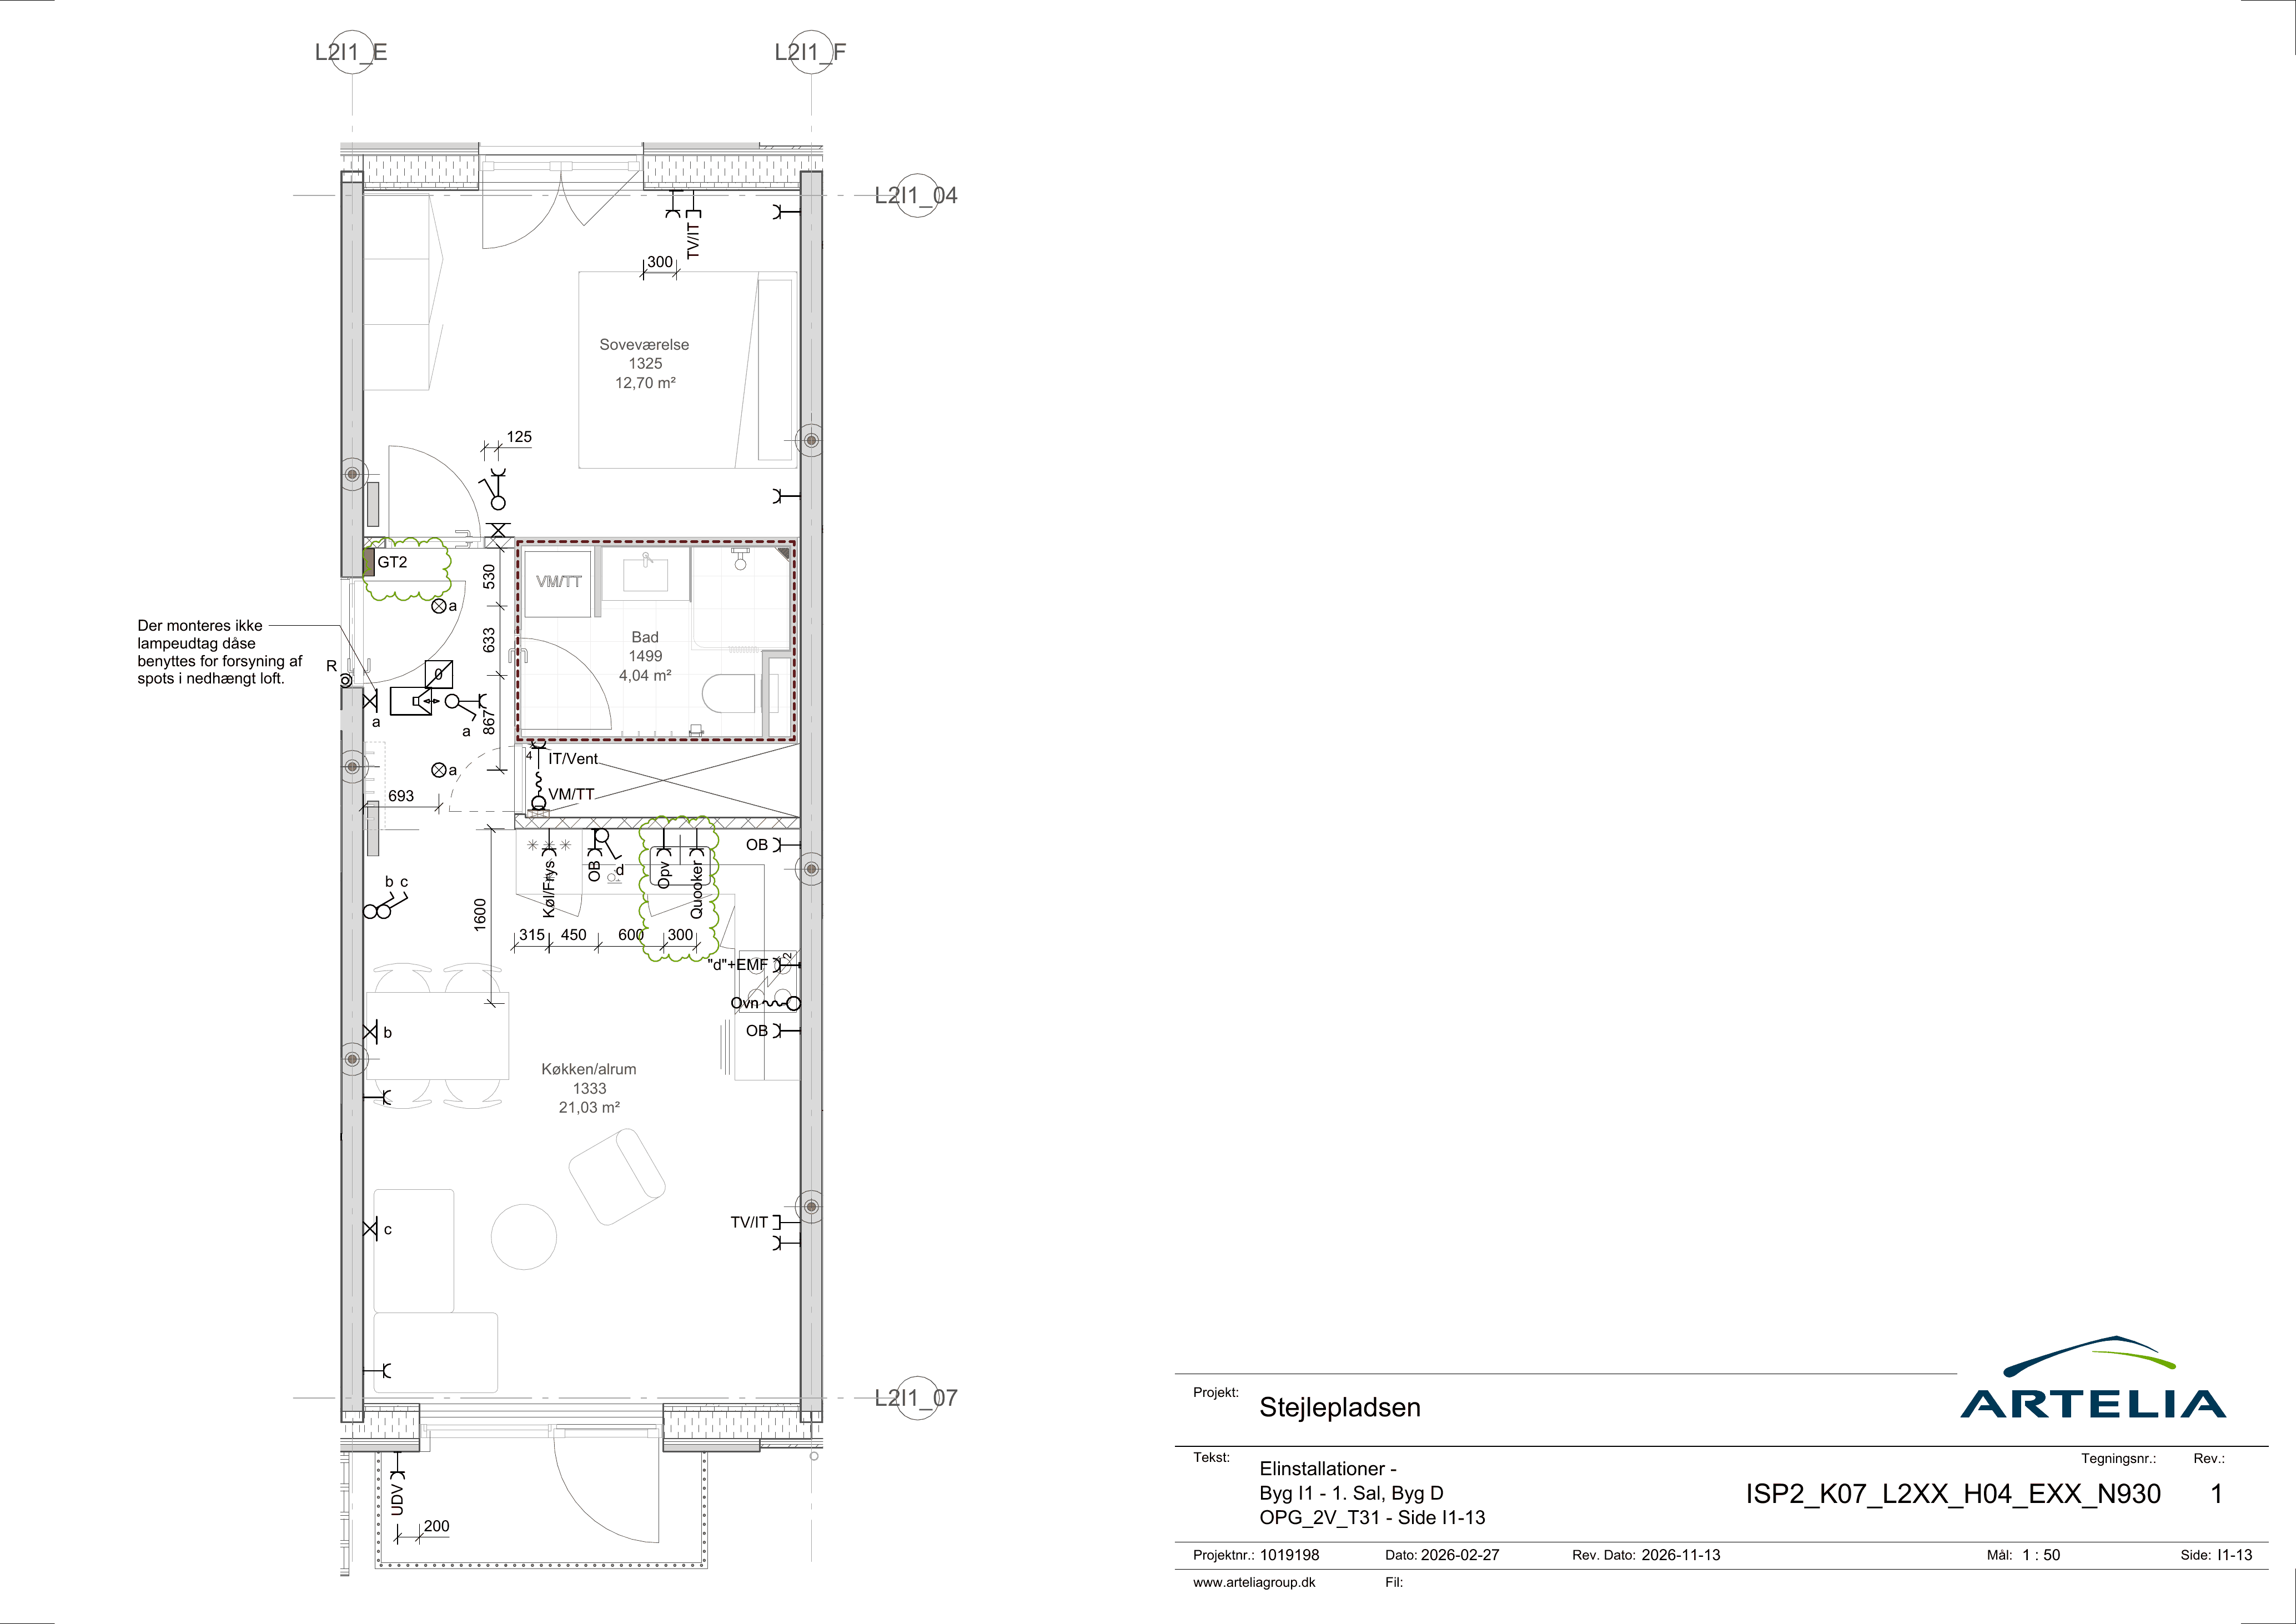 L2I1_E
L2I1_F
L2I1_04
TV/IT
300
Soveværelse
1325
12,70 m²
125
GT2
VM/TT
530
a
Der monteres ikke
lampeudtag dåse
benyttes for forsyning af
spots i nedhængt loft.
R
633
Bad
1499
4,04 m²
0
a
a
867
4
IT/Vent
a
VM/TT
693
OB
OB
d
Opv
Køl/Frys
Quooker
b c
1600
315
450
600
300
"d"+EMF
2
Ovn
OB
b
Køkken/alrum
1333
21,03 m²
TV/IT
c
L2I1_07
UDV
200
ARTELIA
Projekt:
Stejlepladsen
Tekst:
Elinstallationer -
Byg I1 - 1. Sal, Byg D
OPG_2V_T31 - Side I1-13
Tegningsnr.:
Rev.:
ISP2_K07_L2XX_H04_EXX_N930
1
Projektnr.: 1019198
Dato: 2026-02-27
Rev. Dato: 2026-11-13
Mål: 1 : 50
Side: I1-13
www.arteliagroup.dk
Fil: